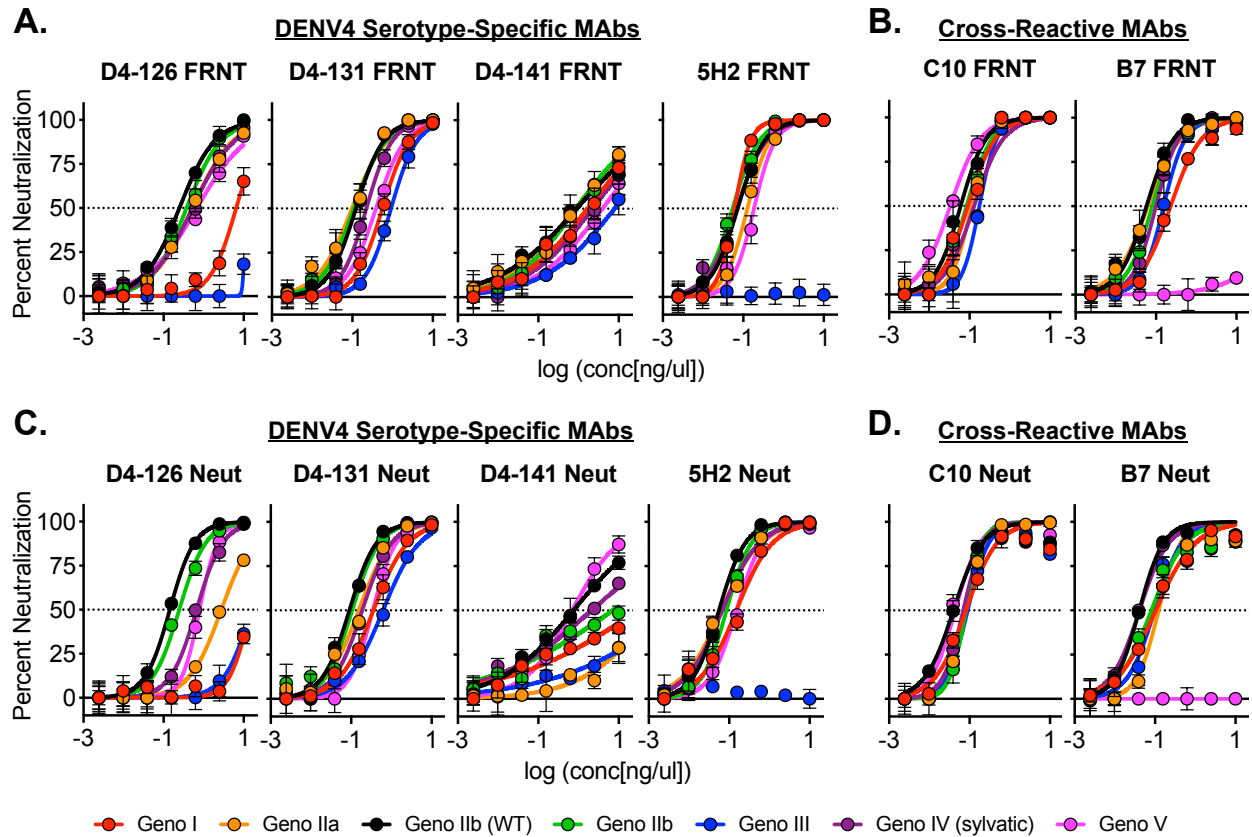 A. DENV4 Serotype-Specific MAbs B. Cross-Reactive MAbs
D4-126 FRNT D4-131 FRNT D4-141 FRNT 5H2 FRNT C10 FRNT B7 FRNT
Percent Neutralization
100
75
50
25
0
-3 -1 1 -3 -1 1 -3 -1 1 -3 -1 1 -3 -1 1 -3 -1 1
log (conc[ng/ul])
C. DENV4 Serotype-Specific MAbs D. Cross-Reactive MAbs
D4-126 Neut D4-131 Neut D4-141 Neut 5H2 Neut C10 Neut B7 Neut
Percent Neutralization
100
75
50
25
0
-3 -1 1 -3 -1 1 -3 -1 1 -3 -1 1 -3 -1 1 -3 -1 1
log (conc[ng/ul])
Geno I Geno IIa Geno IIb (WT) Geno IIb Geno III Geno IV (sylvatic) Geno V